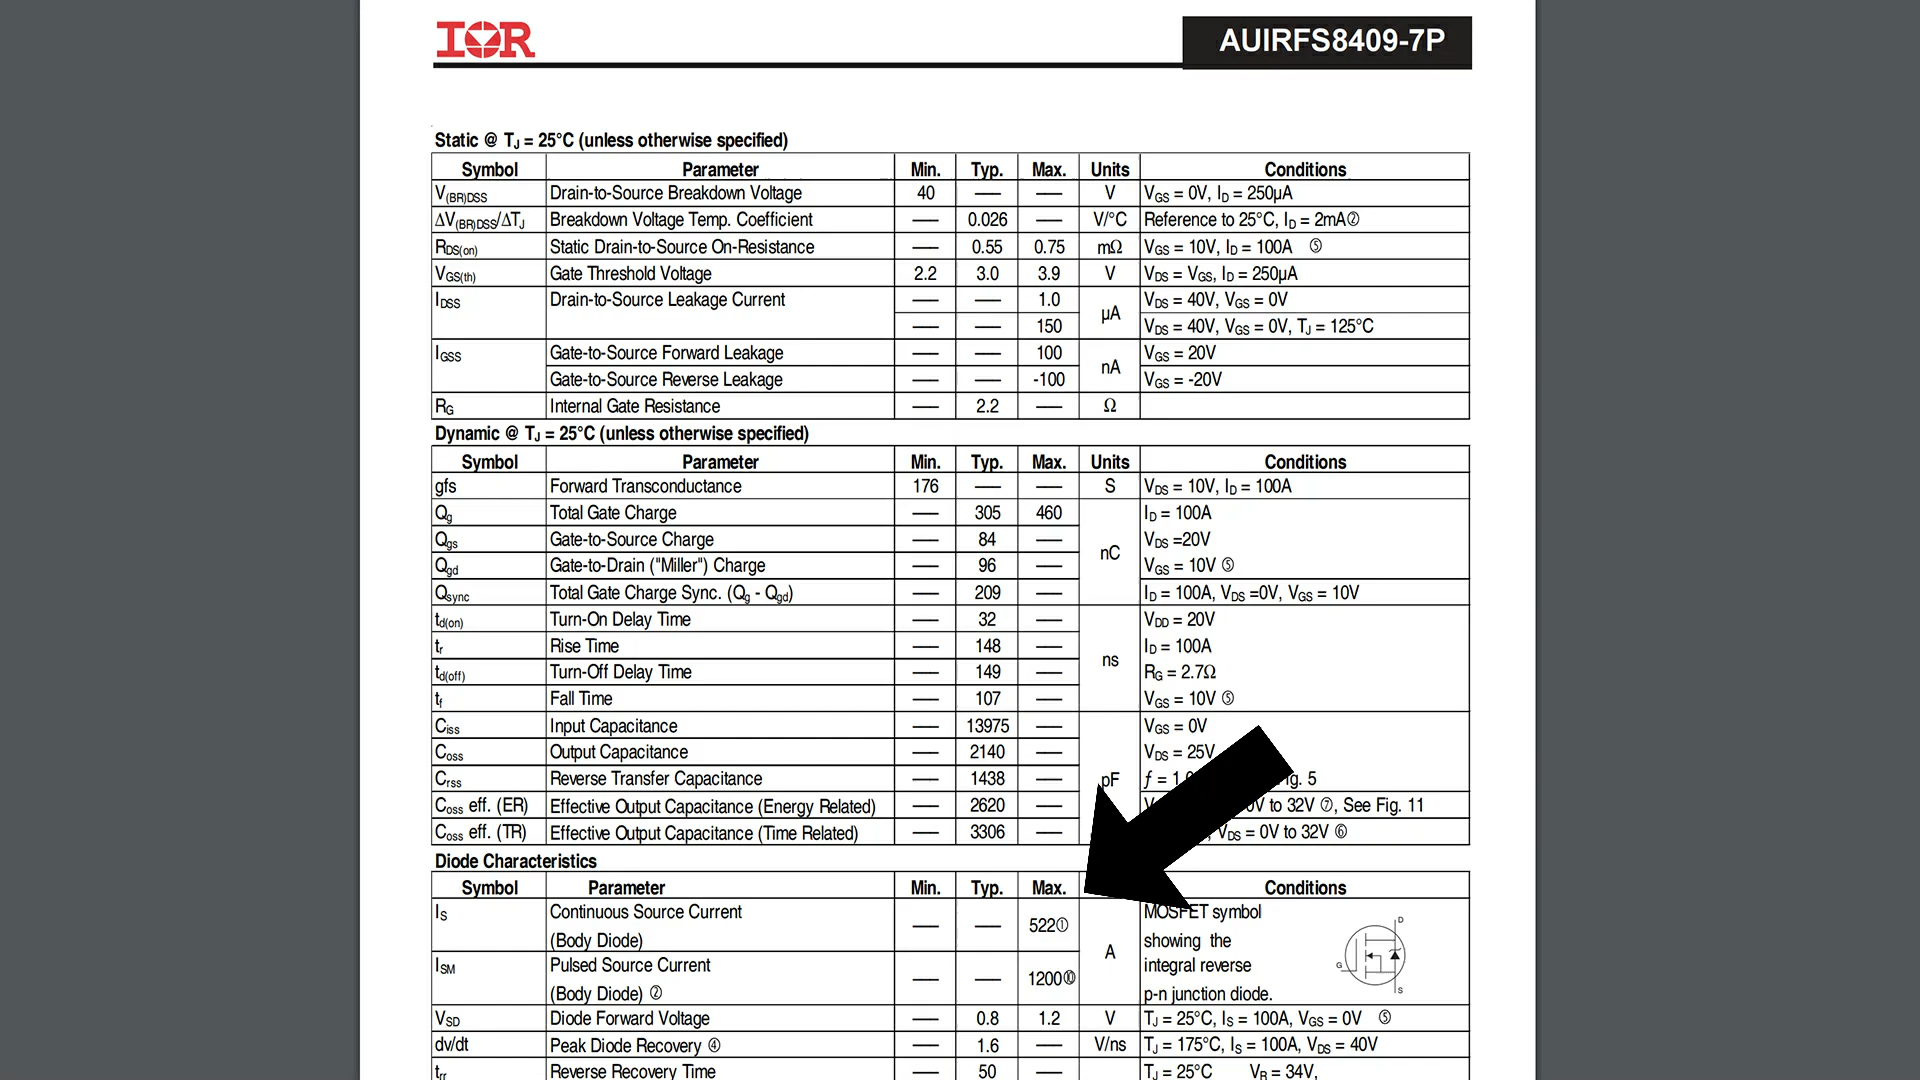 IOR
AUIRFS8409-7P
Static @ TJ = 25°C (unless otherwise specified)
Symbol Parameter Min. Typ. Max. Units Conditions
V(BR)DSS Drain-to-Source Breakdown Voltage 40 –– –– V VGS = 0V, ID = 250µA
ΔV(BR)DSS/ΔTJ Breakdown Voltage Temp. Coefficient –– 0.026 –– V/°C Reference to 25°C, ID = 2mA②
RDS(on) Static Drain-to-Source On-Resistance –– 0.55 0.75 mΩ VGS = 10V, ID = 100A ⑤
VGS(th) Gate Threshold Voltage 2.2 3.0 3.9 V VDS = VGS, ID = 250µA
IDSS Drain-to-Source Leakage Current –– –– 1.0 µA VDS = 40V, VGS = 0V
–– –– 150 VDS = 40V, VGS = 0V, TJ = 125°C
IGSS Gate-to-Source Forward Leakage –– –– 100 nA VGS = 20V
Gate-to-Source Reverse Leakage –– –– -100 VGS = -20V
RG Internal Gate Resistance –– 2.2 –– Ω
Dynamic @ TJ = 25°C (unless otherwise specified)
Symbol Parameter Min. Typ. Max. Units Conditions
gfs Forward Transconductance 176 –– –– S VDS = 10V, ID = 100A
Qg Total Gate Charge –– 305 460 nC ID = 100A
Qgs Gate-to-Source Charge –– 84 –– VDS =20V
Qgd Gate-to-Drain ("Miller") Charge –– 96 –– VGS = 10V ⑤
Qsync Total Gate Charge Sync. (Qg - Qgd) –– 209 –– ID = 100A, VDS =0V, VGS = 10V
td(on) Turn-On Delay Time –– 32 –– ns VDD = 20V
tr Rise Time –– 148 –– ID = 100A
td(off) Turn-Off Delay Time –– 149 –– RG = 2.7Ω
tf Fall Time –– 107 –– VGS = 10V ⑤
Ciss Input Capacitance –– 13975 –– pF VGS = 0V
Coss Output Capacitance –– 2140 –– VDS = 25V
Crss Reverse Transfer Capacitance –– 1438 –– ƒ = 5
Coss eff. (ER) Effective Output Capacitance (Energy Related) –– 2620 –– to 32V ⑦, See Fig. 11
Coss eff. (TR) Effective Output Capacitance (Time Related) –– 3306 –– VDS = 0V to 32V ⑥
Diode Characteristics
Symbol Parameter Min. Typ. Max. Conditions
IS Continuous Source Current –– –– 522① A MOSFET symbol
(Body Diode) showing the
ISM Pulsed Source Current –– –– 1200⑩ integral reverse
(Body Diode) ② p-n junction diode.
D
G
S
VSD Diode Forward Voltage –– 0.8 1.2 V TJ = 25°C, IS = 100A, VGS = 0V ⑤
dv/dt Peak Diode Recovery ④ –– 1.6 –– V/ns TJ = 175°C, IS = 100A, VDS = 40V
trr Reverse Recovery Time –– 50 –– TJ = 25°C VR = 34V,